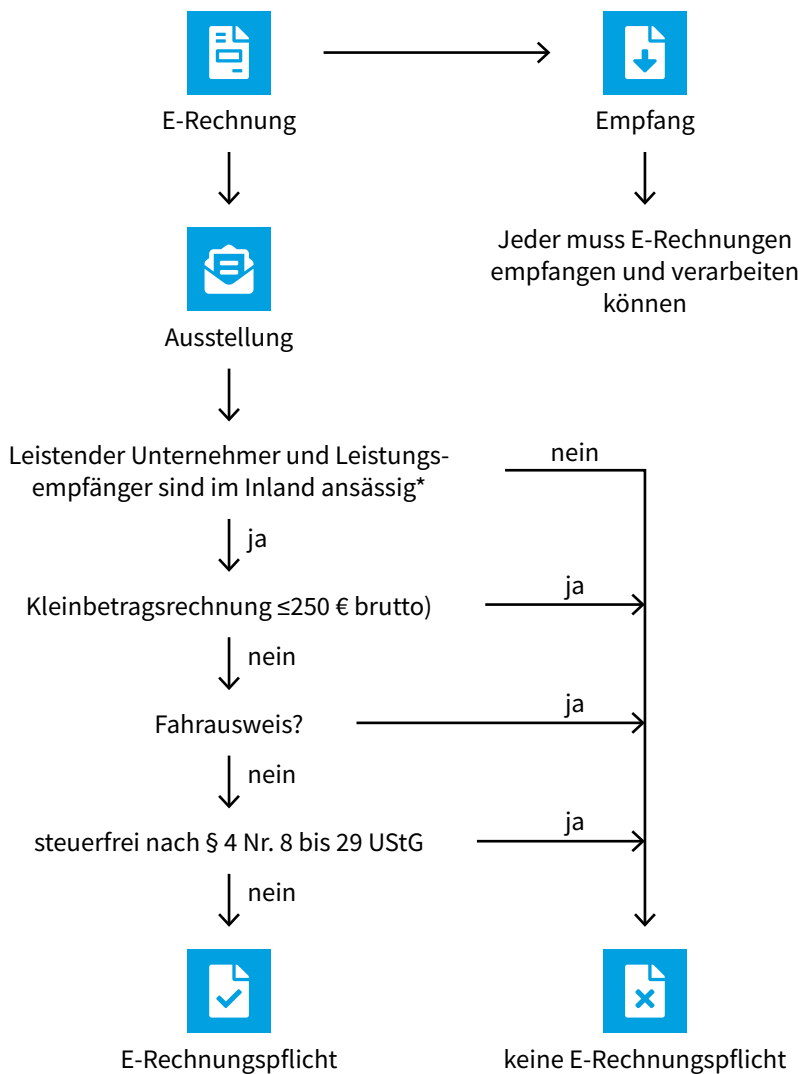 E-Rechnung
Empfang
Jeder muss E-Rechnungen
empfangen und verarbeiten
können
Ausstellung
Leistender Unternehmer und Leistungs-
empfänger sind im Inland ansässig*
nein
ja
Kleinbetragsrechnung ≤250 € brutto)
ja
nein
Fahrausweis?
ja
nein
steuerfrei nach § 4 Nr. 8 bis 29 UStG
ja
nein
E-Rechnungspflicht
keine E-Rechnungspflicht